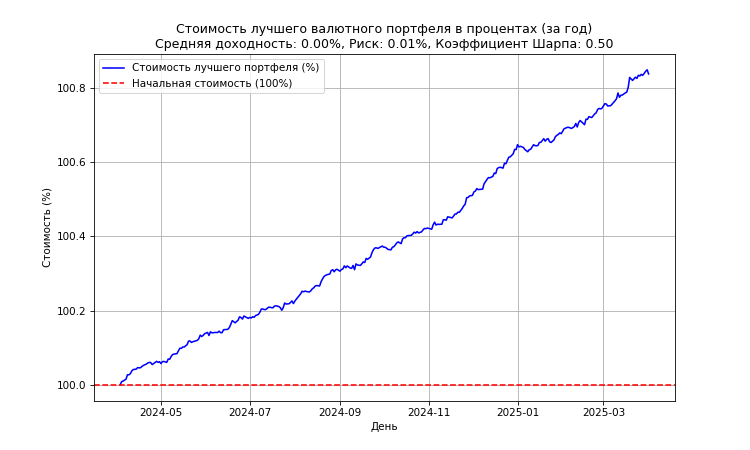 Стоимость лучшего валютного портфеля в процентах (за год)
Средняя доходность: 0.00%, Риск: 0.01%, Коэффициент Шарпа: 0.50
Стоимость лучшего портфеля (%)
Начальная стоимость (100%)
100.8
100.6
100.4
100.2
100.0
Стоимость (%)
2024-05
2024-07
2024-09
2024-11
2025-01
2025-03
День